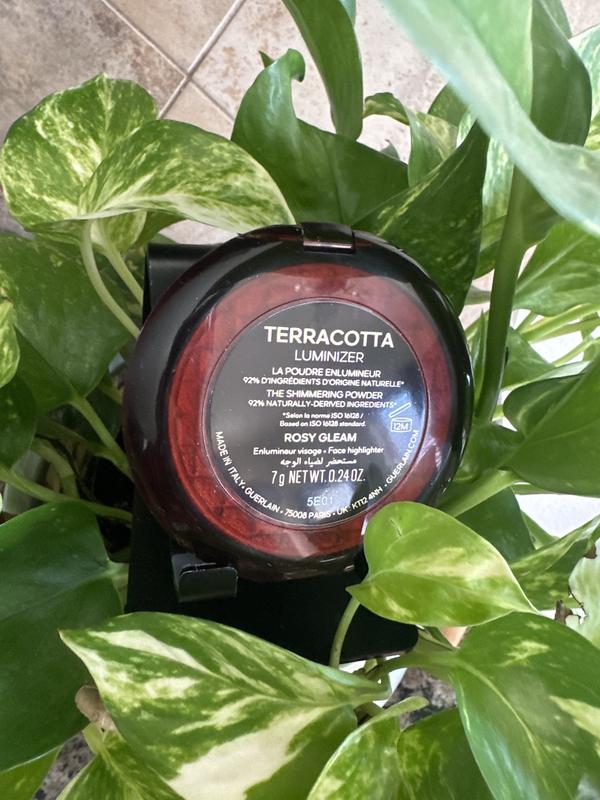 TERRACOTTA
LUMINIZER
LA POUDRE ENLUMINEUR
92% D'INGRÉDIENTS D'ORIGINE NATURELLE*
THE SHIMMERING POWDER
92% NATURALLY-DERIVED INGREDIENTS*
*Selon la norme ISO 16128 /
Based on ISO 16128 standard.
12M
ROSY GLEAM
Enlumineur visage • Face highlighter
مستحضر لضياء الوجه
7 g NET WT. 0.24 OZ.
5E01
MADE IN ITALY • GUERLAIN • 75008 PARIS • UK: KT12 4NH • GUERLAIN.COM